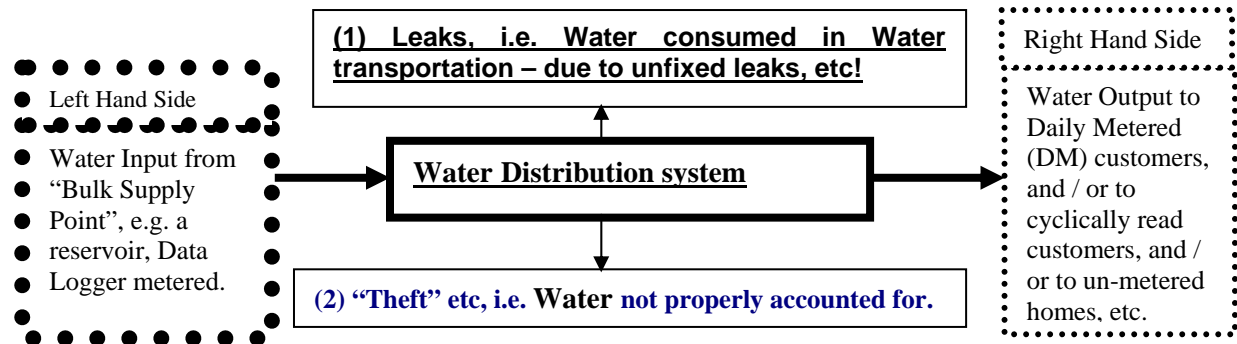 (1) Leaks, i.e. Water consumed in Water
transportation – due to unfixed leaks, etc!
Left Hand Side
Water Input from
“Bulk Supply
Point”, e.g. a
reservoir, Data
Logger metered.
Water Distribution system
(2) “Theft” etc, i.e. Water not properly accounted for.
Right Hand Side
Water Output to
Daily Metered
(DM) customers,
and / or to
cyclically read
customers, and /
or to un-metered
homes, etc.